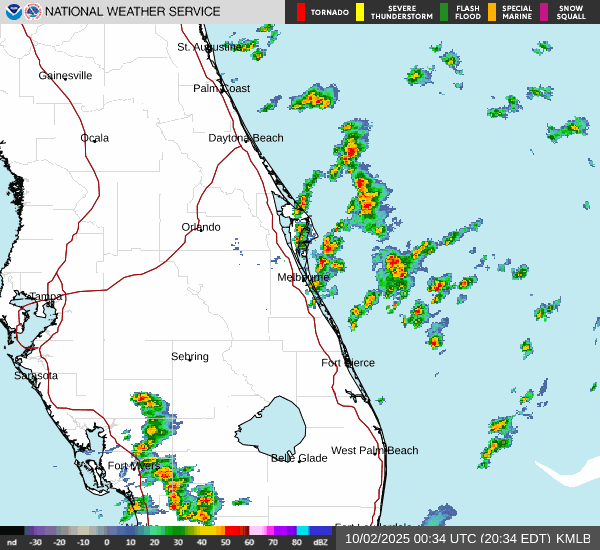 NATIONAL WEATHER SERVICE
TORNADO
SEVERE THUNDERSTORM
FLASH FLOOD
SPECIAL MARINE
SNOW SQUALL
St. Augustine
Gainesville
Palm Coast
Ocala
Daytona Beach
Orlando
Melbourne
Tampa
Sebring
Fort Pierce
Sarasota
West Palm Beach
Belle Glade
Fort Myers
Fort Lauderdale
nd -30 -20 -10 0 10 20 30 40 50 60 70 80 dBZ
10/02/2025 00:34 UTC (20:34 EDT) KMLB